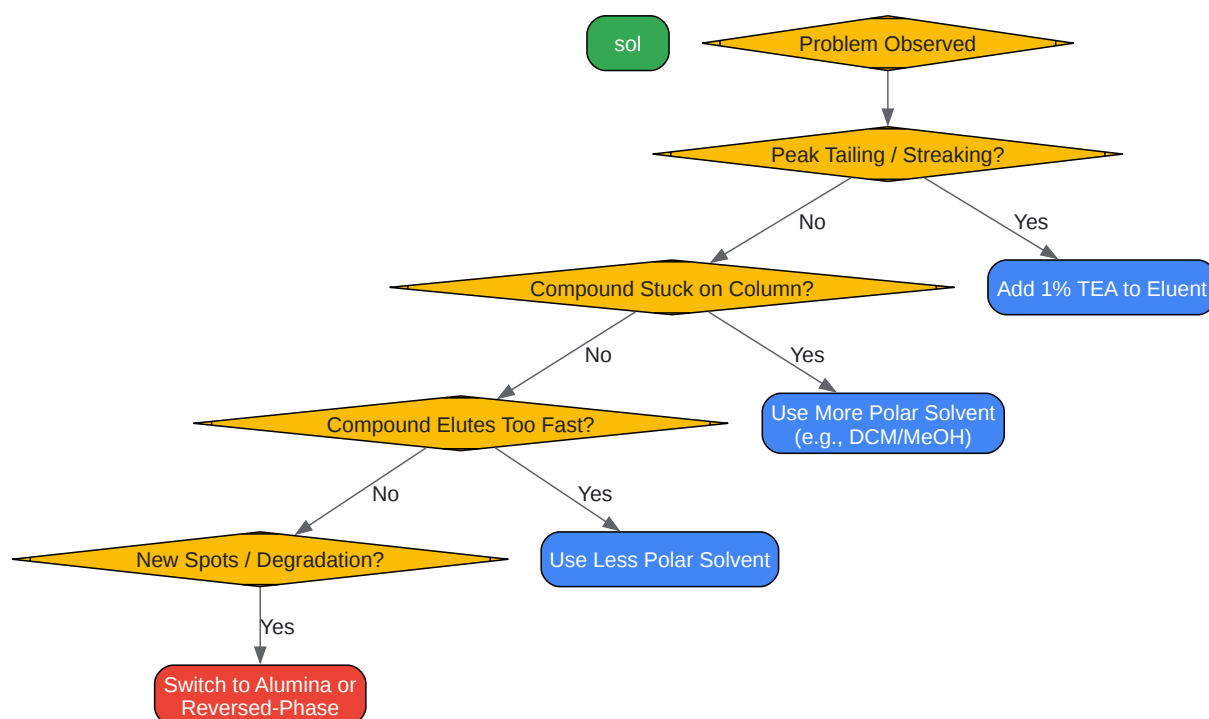 sol
Problem Observed
Peak Tailing / Streaking?
No
Yes
Compound Stuck on Column?
Add 1% TEA to Eluent
No
Yes
Compound Elutes Too Fast?
Use More Polar Solvent
(e.g., DCM/MeOH)
No
Yes
New Spots / Degradation?
Use Less Polar Solvent
Yes
Switch to Alumina or
Reversed-Phase